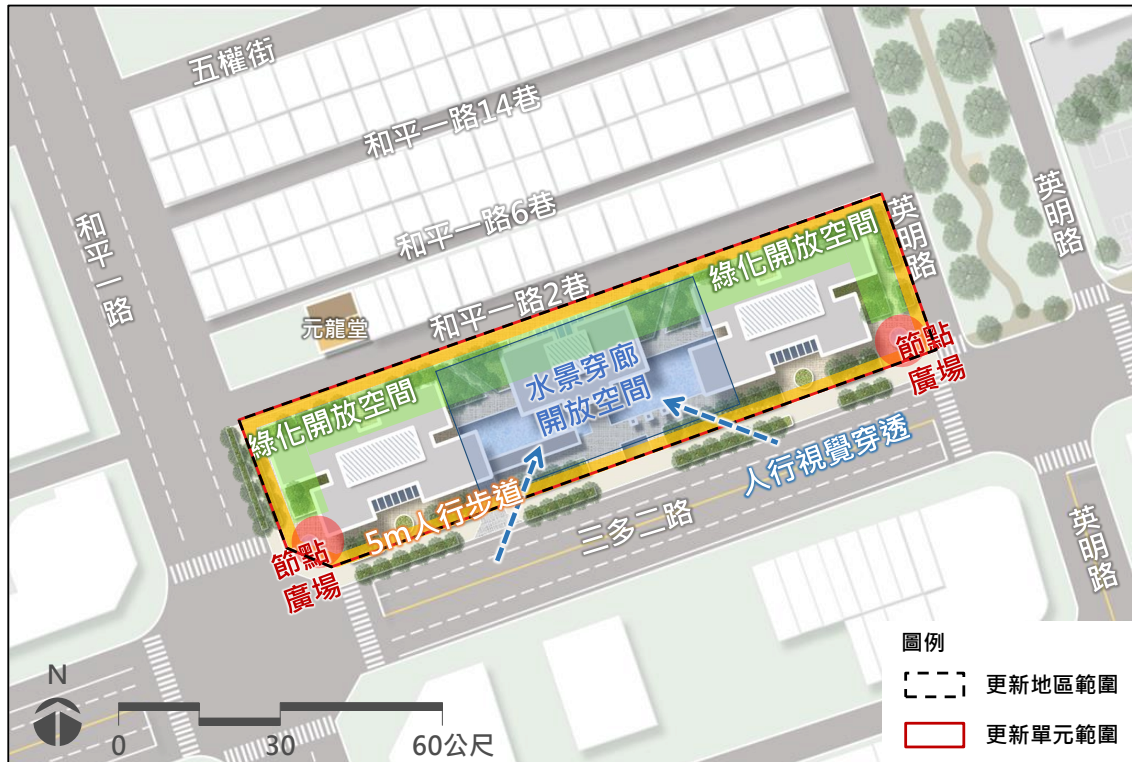 五權街
和平一路14巷
和平一路6巷
和平一路2巷
和平一路
元龍堂
英明路
英明路
綠化開放空間
綠化開放空間
水景穿廊
開放空間
節點
廣場
節點
廣場
5m人行步道
人行視覺穿透
三多二路
英明路
圖例
更新地區範圍
更新單元範圍
N
0
30
60公尺